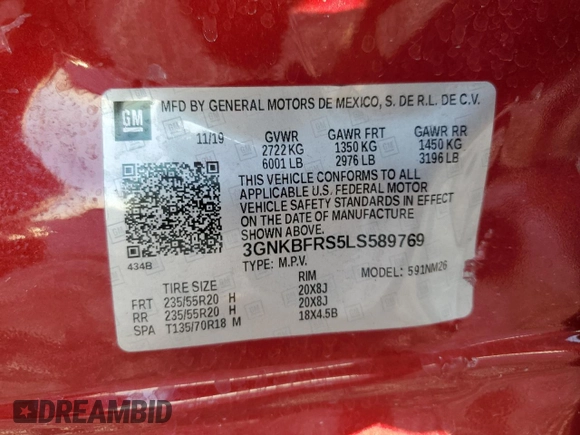 GM
MFD BY GENERAL MOTORS DE MEXICO, S. DE R.L. DE C.V.
11/19 GVWR GAWR FRT GAWR RR
2722 KG 1350 KG 1450 KG
6001 LB 2976 LB 3196 LB
THIS VEHICLE CONFORMS TO ALL
APPLICABLE U.S. FEDERAL MOTOR
VEHICLE SAFETY STANDARDS IN EFFECT
ON THE DATE OF MANUFACTURE
SHOWN ABOVE.
434B
3GNKBFRS5LS589769
TYPE: M.P.V. MODEL: 591NM26
TIRE SIZE RIM
FRT 235/55R20 H 20X8J
RR 235/55R20 H 20X8J
SPA T135/70R18 M 18X4.5B
DREAMBID